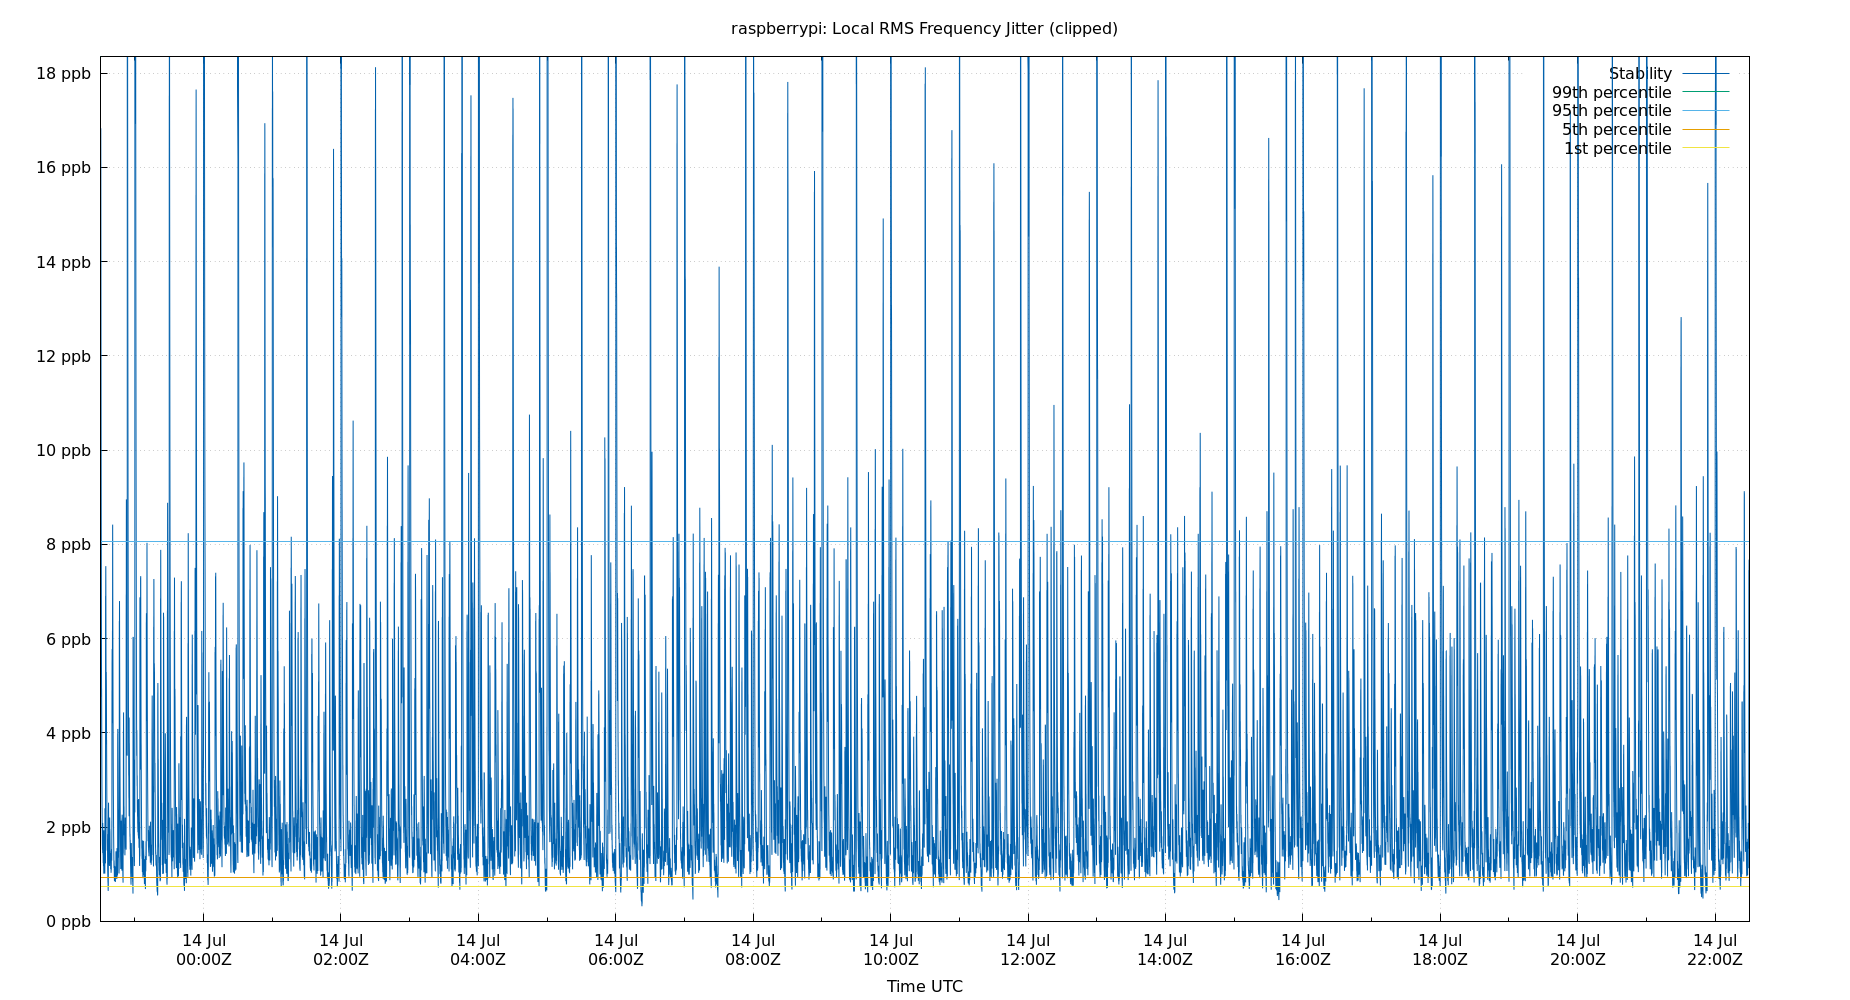 raspberrypi: Local RMS Frequency Jitter (clipped)
18 ppb
16 ppb
14 ppb
12 ppb
10 ppb
8 ppb
6 ppb
4 ppb
2 ppb
0 ppb
Stability
99th percentile
95th percentile
5th percentile
1st percentile
14 Jul 14 Jul 14 Jul 14 Jul 14 Jul 14 Jul 14 Jul 14 Jul 14 Jul 14 Jul 14 Jul 14 Jul
00:00Z 02:00Z 04:00Z 06:00Z 08:00Z 10:00Z 12:00Z 14:00Z 16:00Z 18:00Z 20:00Z 22:00Z
Time UTC